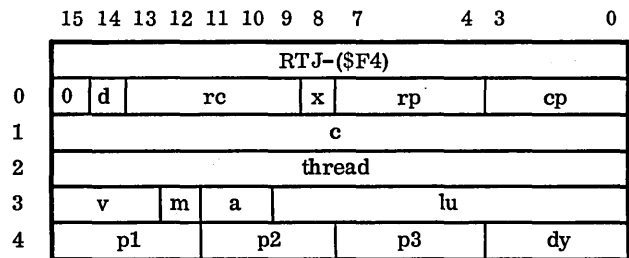 15 14 13 12 11 10 9 8 7 4 3 0
RTJ-($F4)
0 0 d rc x rp cp
1 c
2 thread
3 v m a lu
4 p1 p2 p3 dy